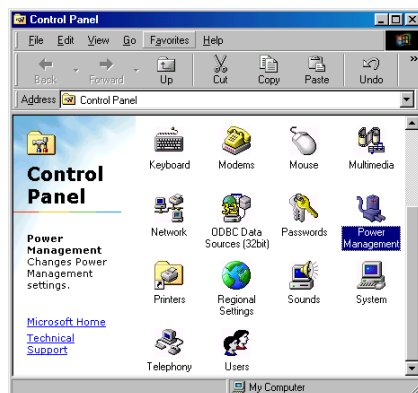 Control Panel
File Edit View Go Favorites Help
Back Forward Up Cut Copy Paste Undo »
Address Control Panel
Control
Panel
Power
Management
Changes Power
Management
settings.
Microsoft Home
Technical
Support
Keyboard Modems Mouse Multimedia
Network ODBC Data
Sources (32bit) Passwords Power
Management
Printers Regional
Settings Sounds System
Telephony Users
My Computer